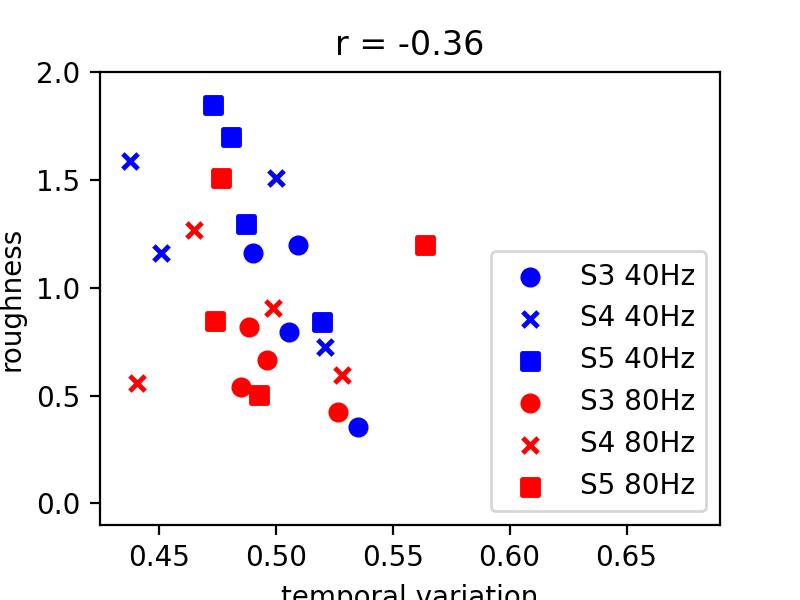 r = -0.36
2.0
1.5
1.0
0.5
0.0
roughness
S3 40Hz
S4 40Hz
S5 40Hz
S3 80Hz
S4 80Hz
S5 80Hz
0.45 0.50 0.55 0.60 0.65
temporal variation